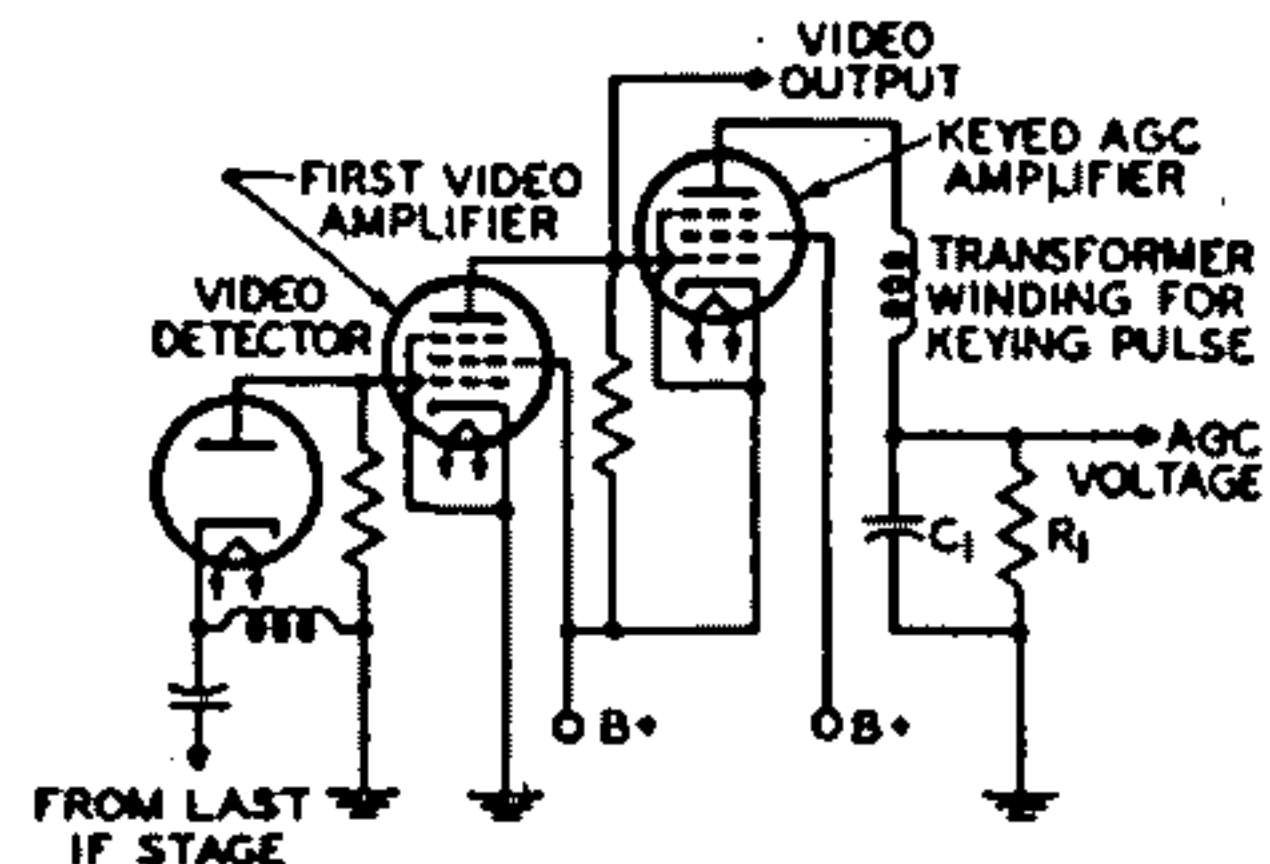 VIDEO
OUTPUT
KEYED AGC
AMPLIFIER
FIRST VIDEO
AMPLIFIER
TRANSFORMER
WINDING FOR
KEYING PULSE
VIDEO
DETECTOR
AGC
VOLTAGE
C1
R1
B+
B+
FROM LAST
IF STAGE